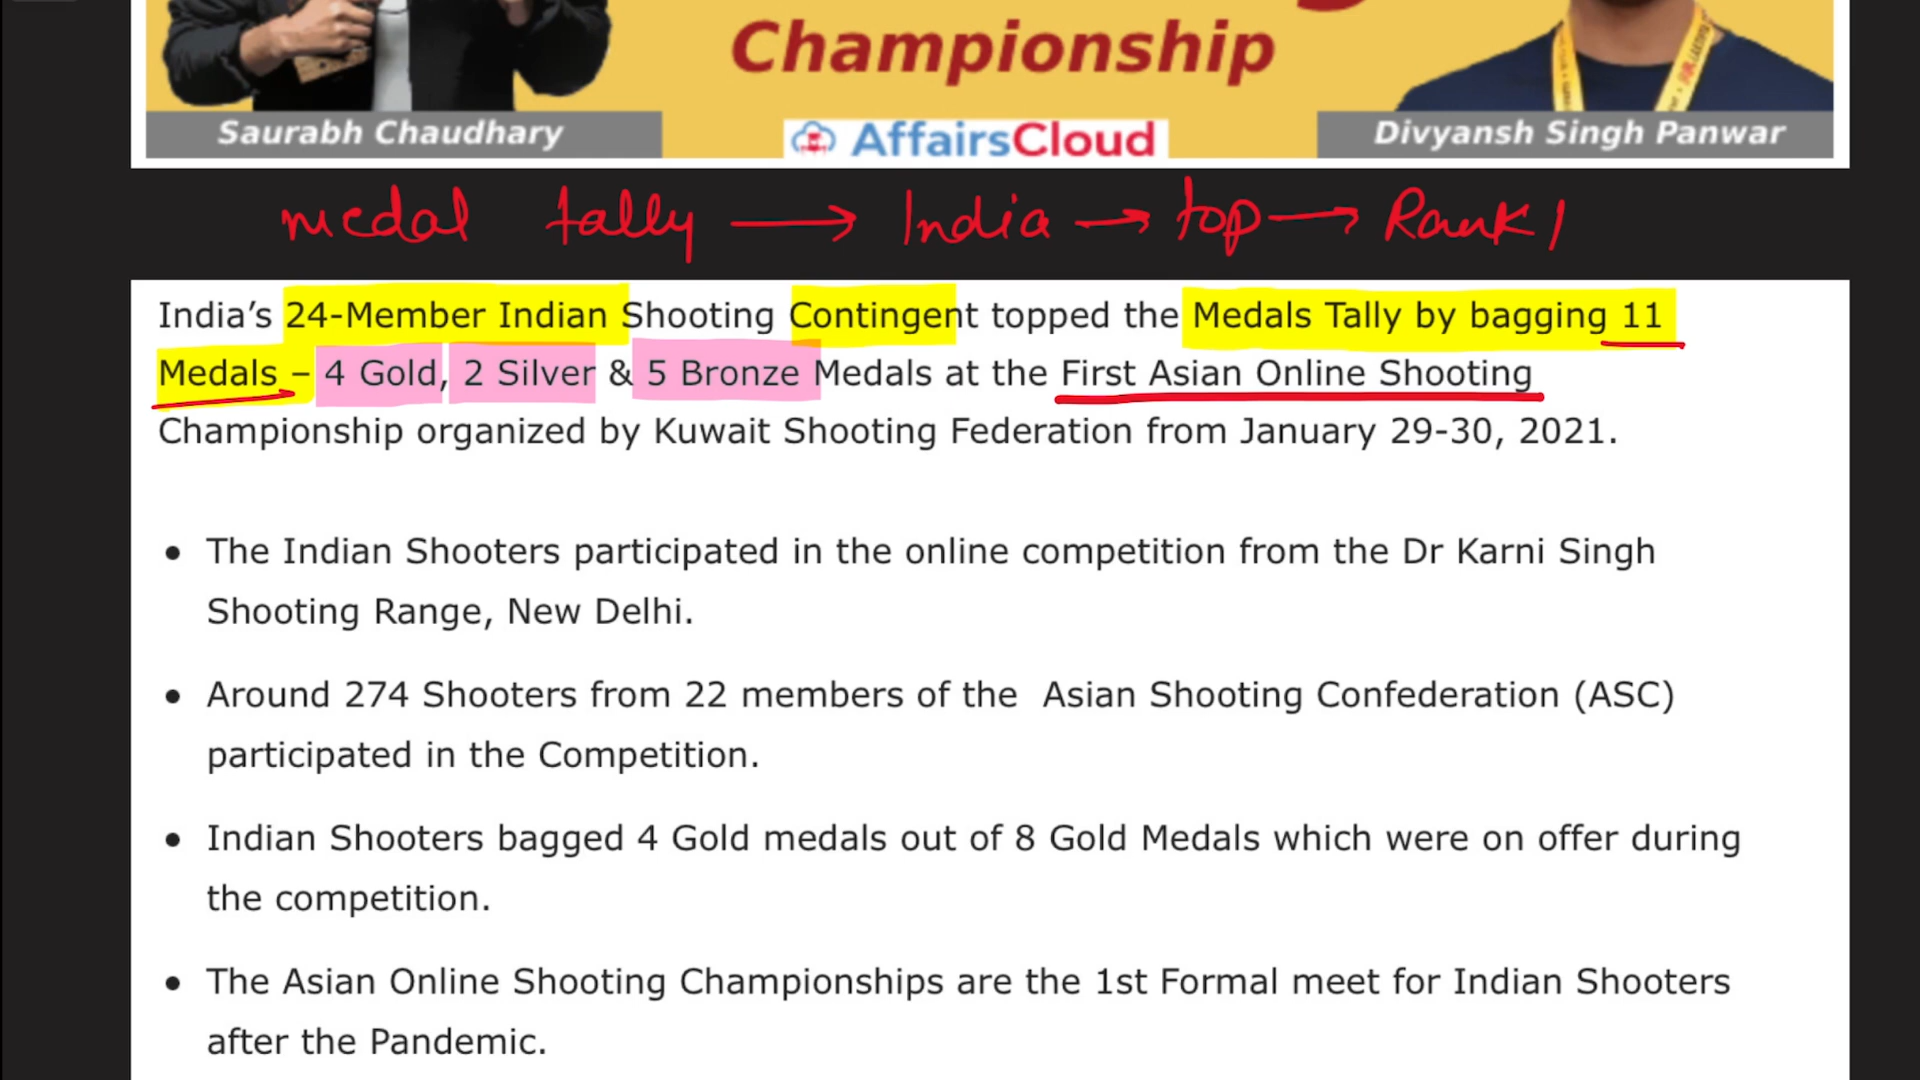 Championship
Saurabh Chaudhary
AffairsCloud
Divyansh Singh Panwar
medal tally → India → top → Rank 1
India's 24-Member Indian Shooting Contingent topped the Medals Tally by bagging 11
Medals – 4 Gold, 2 Silver & 5 Bronze Medals at the First Asian Online Shooting
Championship organized by Kuwait Shooting Federation from January 29-30, 2021.
• The Indian Shooters participated in the online competition from the Dr Karni Singh
Shooting Range, New Delhi.
• Around 274 Shooters from 22 members of the Asian Shooting Confederation (ASC)
participated in the Competition.
• Indian Shooters bagged 4 Gold medals out of 8 Gold Medals which were on offer during
the competition.
• The Asian Online Shooting Championships are the 1st Formal meet for Indian Shooters
after the Pandemic.